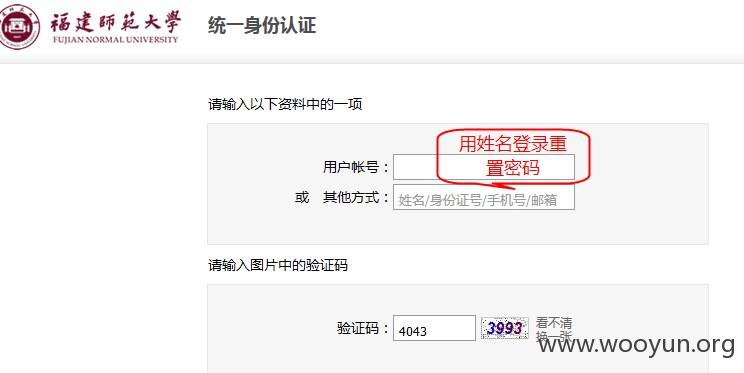 福建師範大學
FUJIAN NORMAL UNIVERSITY
统一身份认证
请输入以下资料中的一项
用姓名登录重
置密码
用户帐号：
或 其他方式： 姓名/身份证号/手机号/邮箱
请输入图片中的验证码
验证码： 4043 3993 看不清
换一张
www.wooyun.org